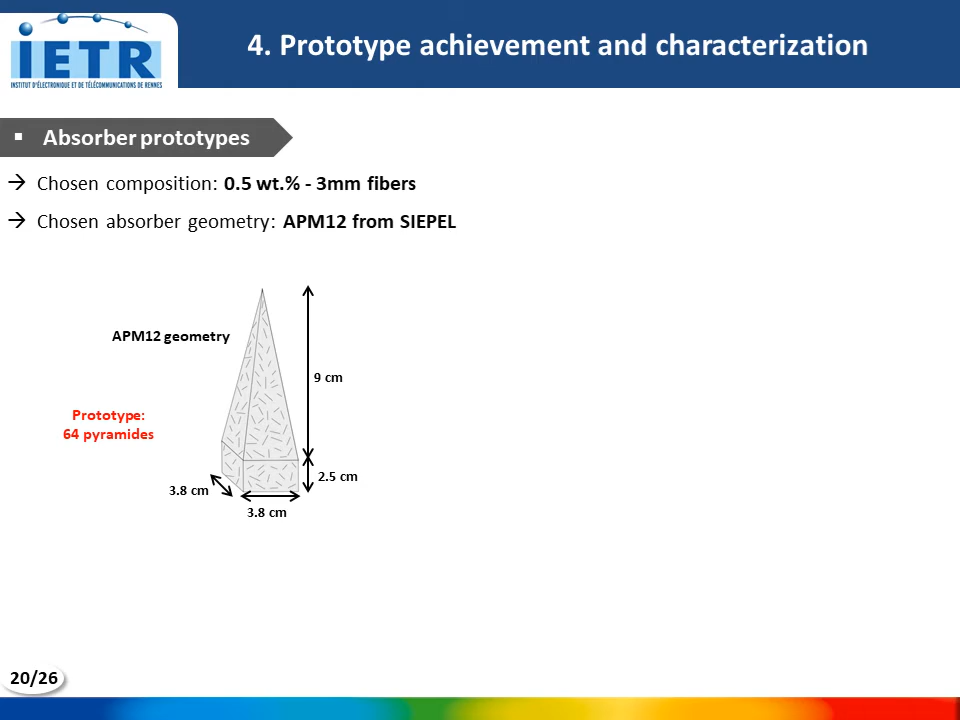 iETR
INSTITUT D'ÉLECTRONIQUE ET DE TÉLÉCOMMUNICATIONS DE RENNES
4. Prototype achievement and characterization
▪ Absorber prototypes
→ Chosen composition: 0.5 wt.% - 3mm fibers
→ Chosen absorber geometry: APM12 from SIEPEL
APM12 geometry
9 cm
Prototype:
64 pyramides
2.5 cm
3.8 cm
3.8 cm
20/26